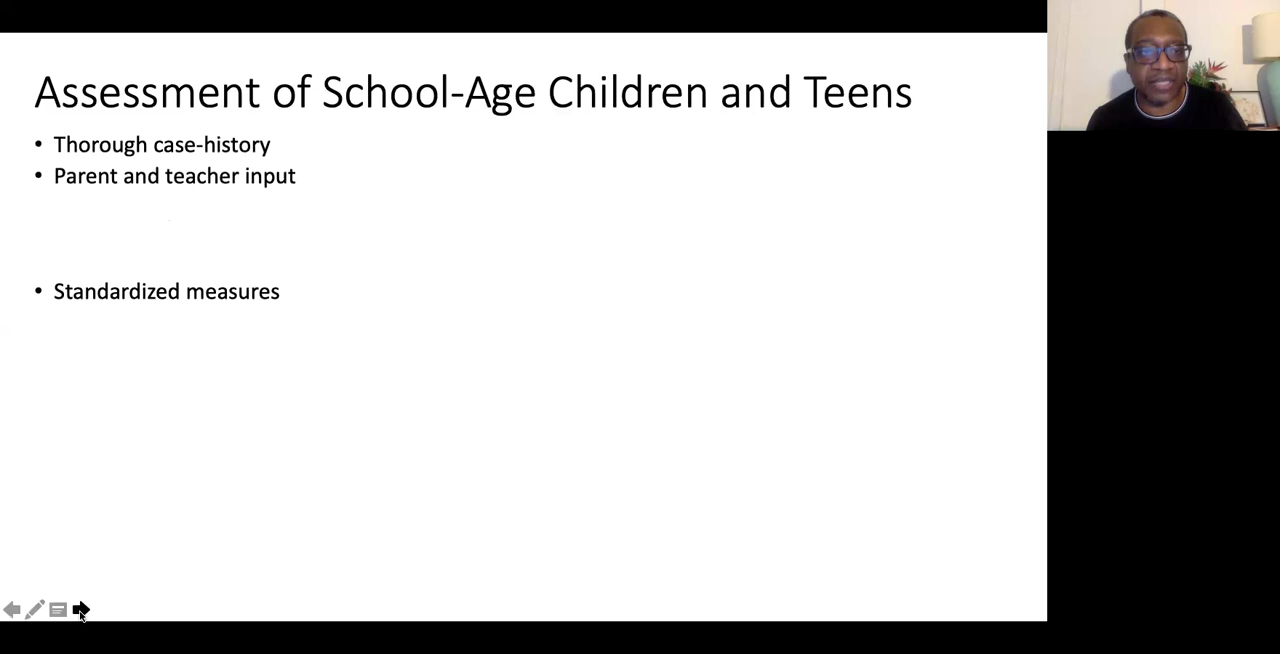 Assessment of School-Age Children and Teens
• Thorough case-history
• Parent and teacher input
• Standardized measures